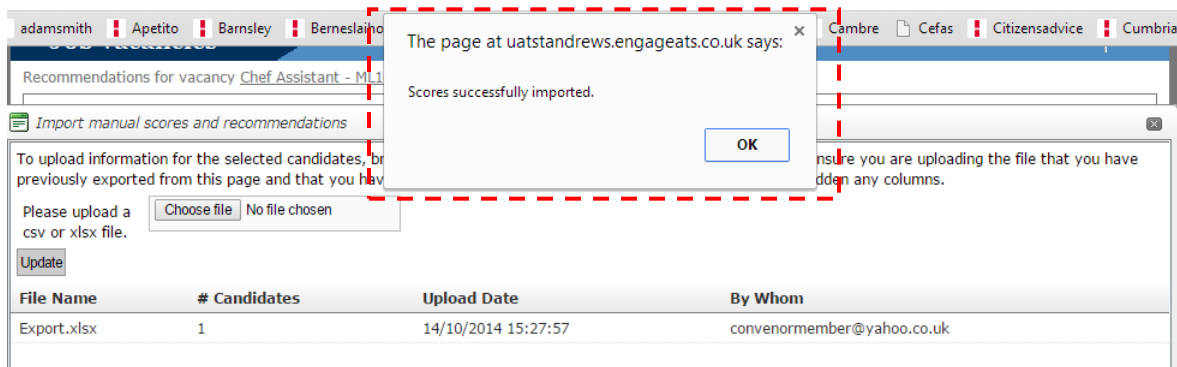 adamsmith Apetito Barnsley Berneslaiho Cambre Cefas Citizensadvice Cumbria
The page at uatstandrews.engageats.co.uk says:
Scores successfully imported.
OK
Recommendations for vacancy Chef Assistant - ML1
Import manual scores and recommendations
To upload information for the selected candidates, br nsure you are uploading the file that you have
previously exported from this page and that you hav dden any columns.
Please upload a
csv or xlsx file.
Choose file No file chosen
Update
File Name # Candidates Upload Date By Whom
Export.xlsx 1 14/10/2014 15:27:57 convenormember@yahoo.co.uk